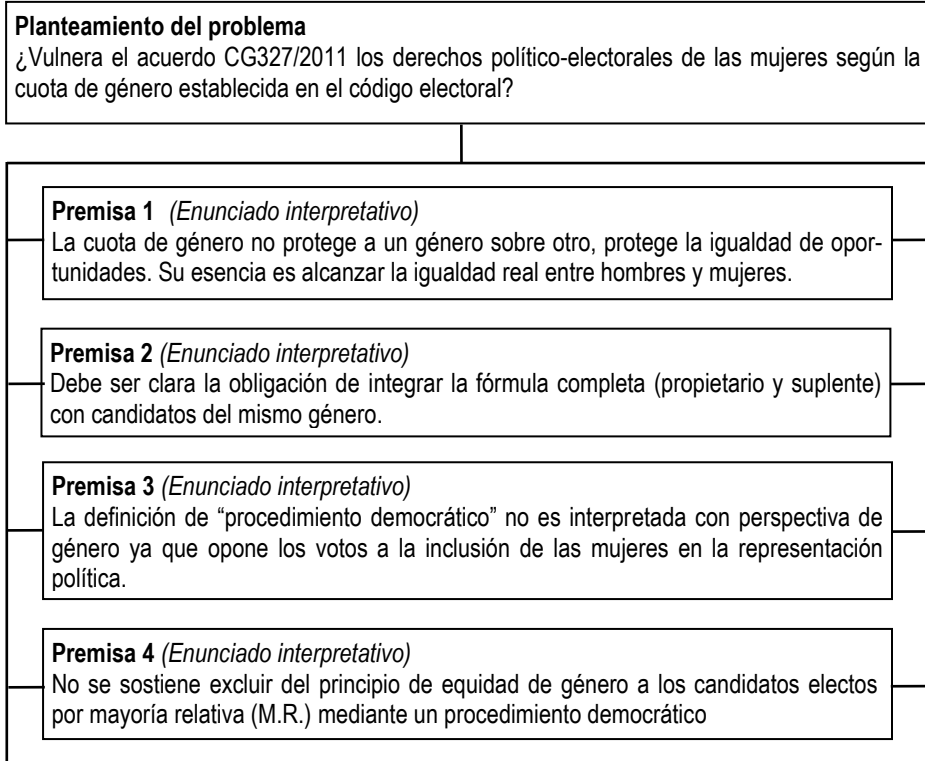 Planteamiento del problema
¿Vulnera el acuerdo CG327/2011 los derechos político-electorales de las mujeres según la
cuota de género establecida en el código electoral?
Premisa 1 (Enunciado interpretativo)
La cuota de género no protege a un género sobre otro, protege la igualdad de opor-
tunidades. Su esencia es alcanzar la igualdad real entre hombres y mujeres.
Premisa 2 (Enunciado interpretativo)
Debe ser clara la obligación de integrar la fórmula completa (propietario y suplente)
con candidatos del mismo género.
Premisa 3 (Enunciado interpretativo)
La definición de “procedimiento democrático” no es interpretada con perspectiva de
género ya que opone los votos a la inclusión de las mujeres en la representación
política.
Premisa 4 (Enunciado interpretativo)
No se sostiene excluir del principio de equidad de género a los candidatos electos
por mayoría relativa (M.R.) mediante un procedimiento democrático